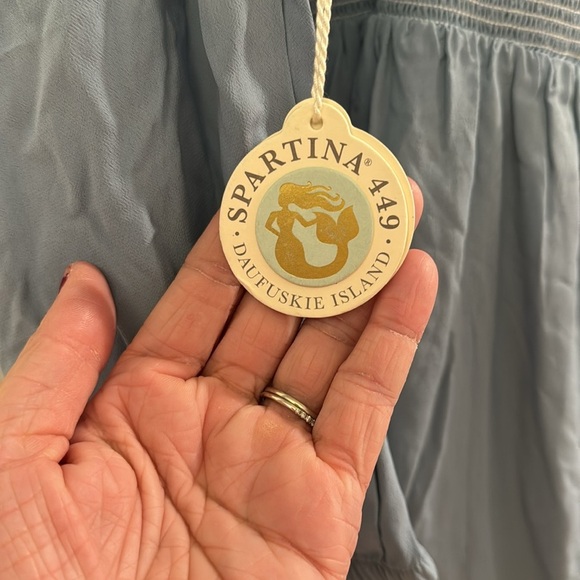 SPARTINA® 449
· DAUFUSKIE ISLAND ·